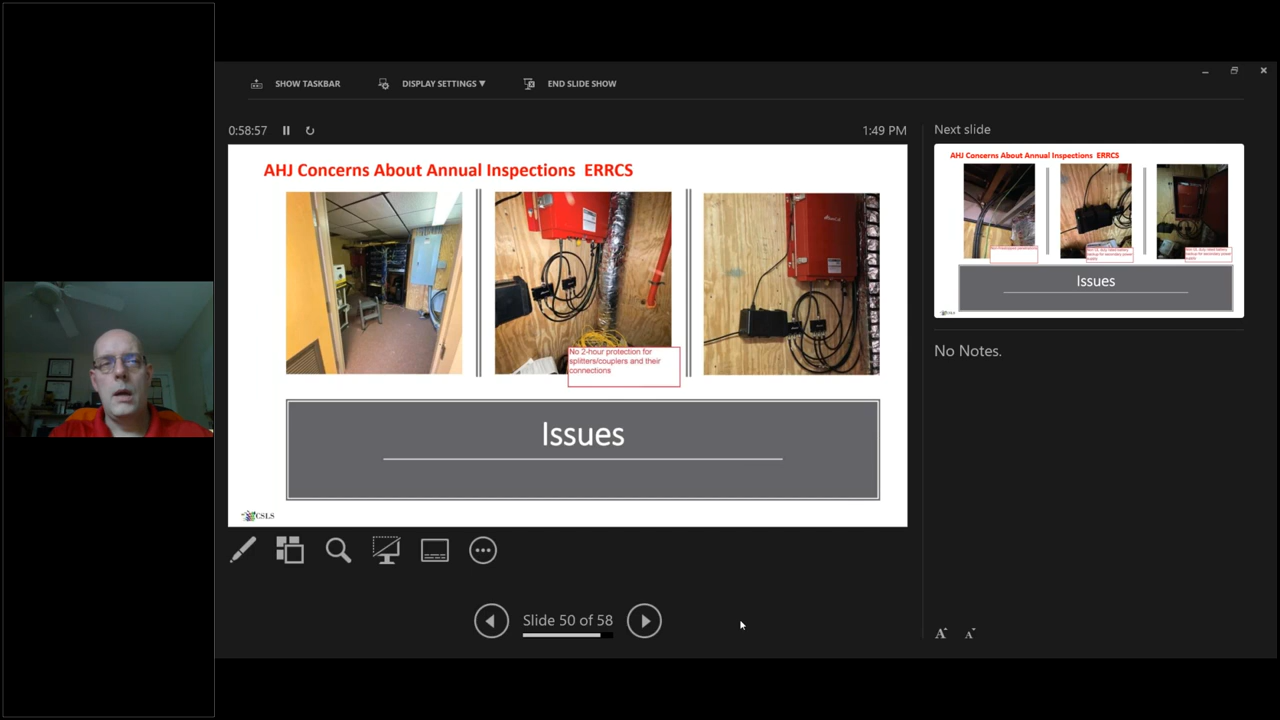 SHOW TASKBAR
DISPLAY SETTINGS ▼
END SLIDE SHOW
0:58:57
1:49 PM
AHJ Concerns About Annual Inspections ERRCS
No 2-hour protection for
splitters/couplers and their
connections
Issues
CSLS
Slide 50 of 58
Next slide
AHJ Concerns About Annual Inspections ERRCS
Issues
No Notes.
A
A